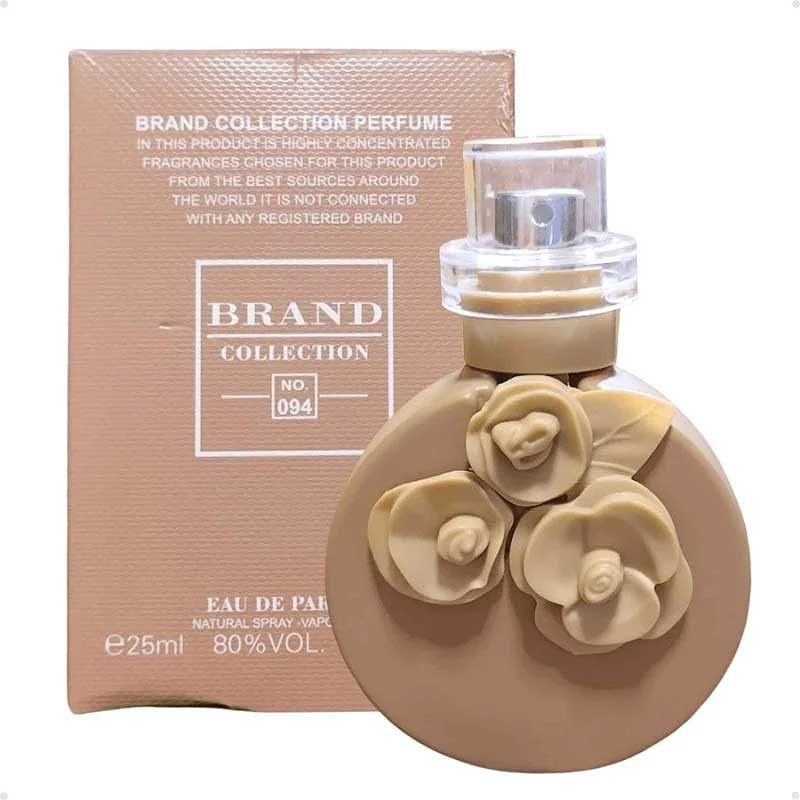 BRAND COLLECTION PERFUME
IN THIS PRODUCT IS HIGHLY CONCENTRATED
FRAGRANCES CHOSEN FOR THIS PRODUCT
FROM THE BEST SOURCES AROUND
THE WORLD IT IS NOT CONNECTED
WITH ANY REGISTERED BRAND
BRAND
COLLECTION
NO.
094
EAU DE
NATURAL SPRAY
℮25ml 80%VOL.